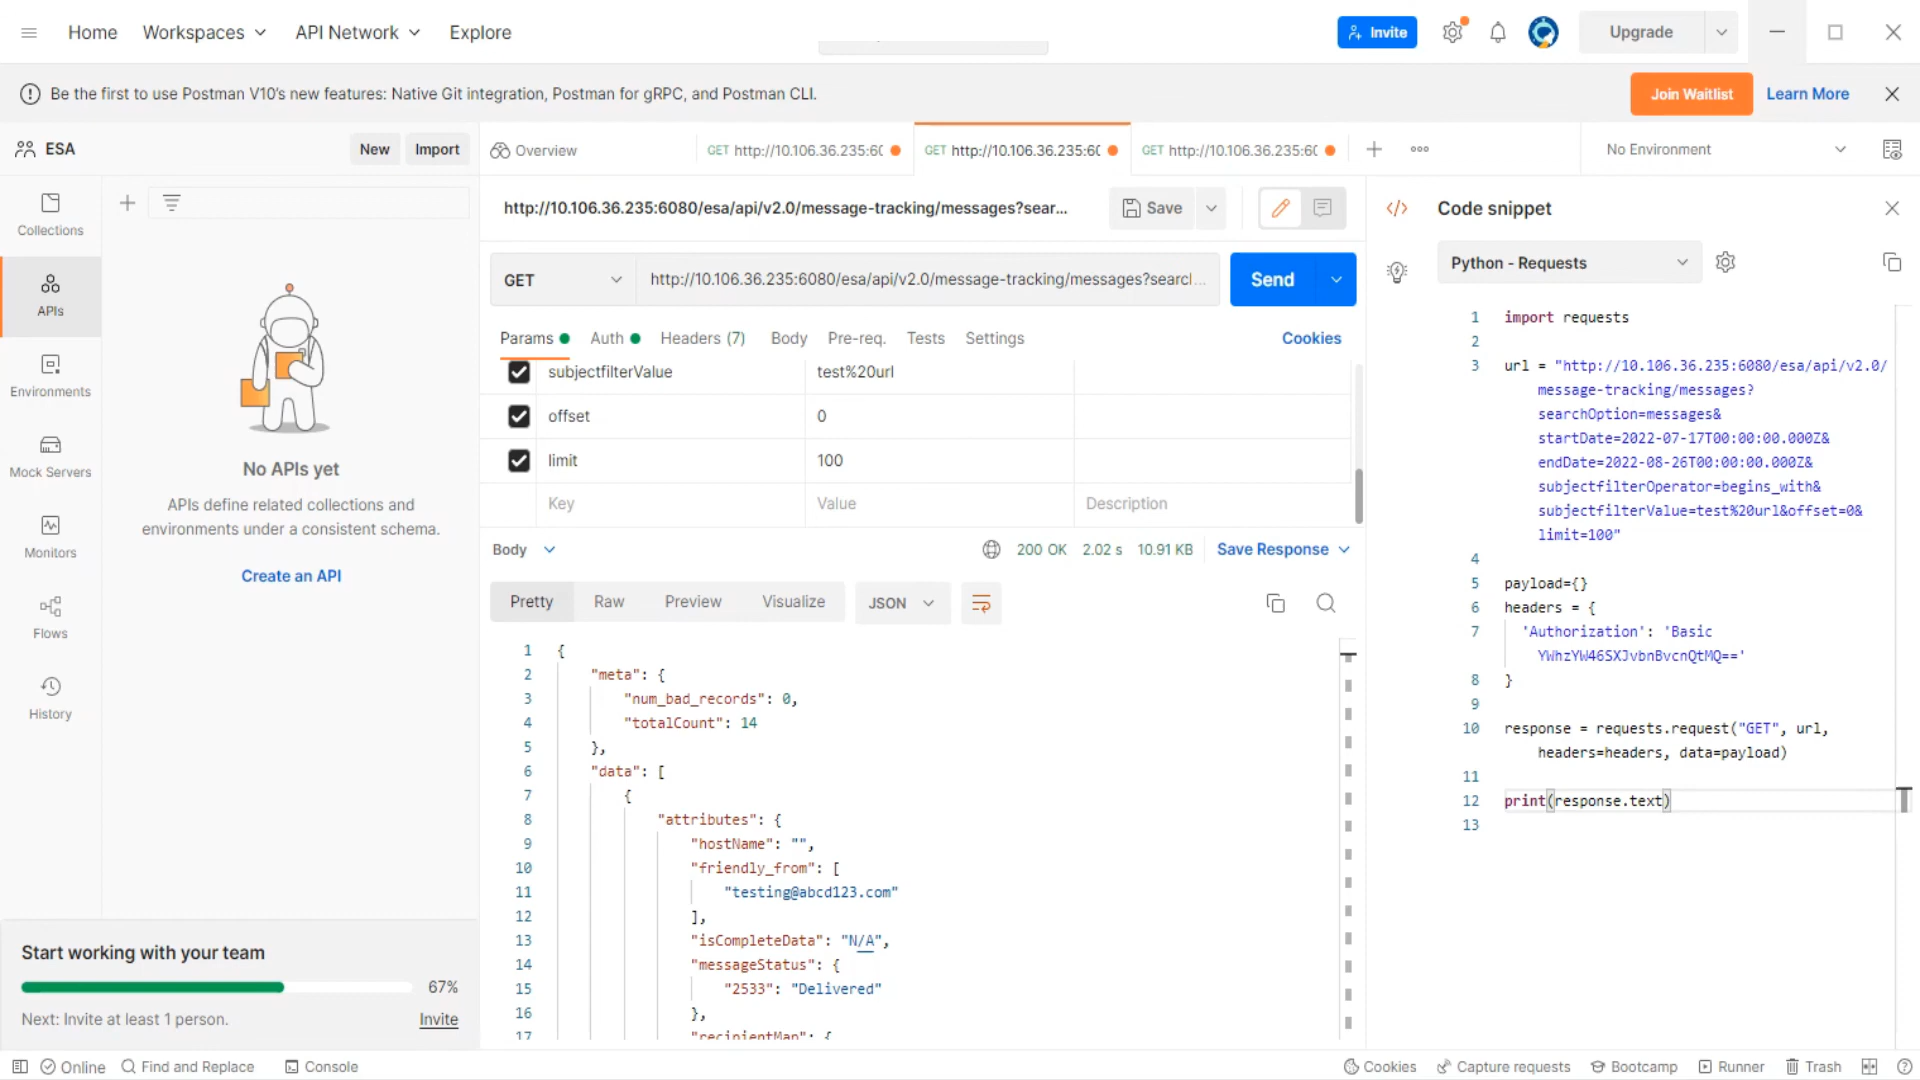 Home
Workspaces
API Network
Explore
Invite
Upgrade
Be the first to use Postman V10's new features: Native Git integration, Postman for gRPC, and Postman CLI.
Join Waitlist
Learn More
ESA
New
Import
Overview
GET http://10.106.36.235:6(
GET http://10.106.36.235:6(
GET http://10.106.36.235:6(
No Environment
Collections
APIs
Environments
Mock Servers
Monitors
Flows
History
No APIs yet
APIs define related collections and
environments under a consistent schema.
Create an API
Start working with your team
67%
Next: Invite at least 1 person.
Invite
http://10.106.36.235:6080/esa/api/v2.0/message-tracking/messages?sear...
Save
GET
http://10.106.36.235:6080/esa/api/v2.0/message-tracking/messages?searcl...
Send
Params
Auth
Headers (7)
Body
Pre-req.
Tests
Settings
Cookies
subjectfilterValue
test%20url
offset
0
limit
100
Key
Value
Description
Body
200 OK
2.02 s
10.91 KB
Save Response
Pretty
Raw
Preview
Visualize
JSON
1 {
2 "meta": {
3 "num_bad_records": 0,
4 "totalCount": 14
5 },
6 "data": [
7 {
8 "attributes": {
9 "hostName": "",
10 "friendly_from": [
11 "testing@abcd123.com"
12 ],
13 "isCompleteData": "N/A",
14 "messageStatus": {
15 "2533": "Delivered"
16 },
17 "recipientMap": {
Code snippet
Python - Requests
1 import requests
2
3 url = "http://10.106.36.235:6080/esa/api/v2.0/
message-tracking/messages?
searchOption=messages&
startDate=2022-07-17T00:00:00.000Z&
endDate=2022-08-26T00:00:00.000Z&
subjectfilterOperator=begins_with&
subjectfilterValue=test%20url&offset=0&
limit=100"
4
5 payload={}
6 headers = {
7 'Authorization': 'Basic
YWhzYW46SXJvbnBvcnQtMQ=='
8 }
9
10 response = requests.request("GET", url,
headers=headers, data=payload)
11
12 print(response.text)
13
Online
Find and Replace
Console
Cookies
Capture requests
Bootcamp
Runner
Trash